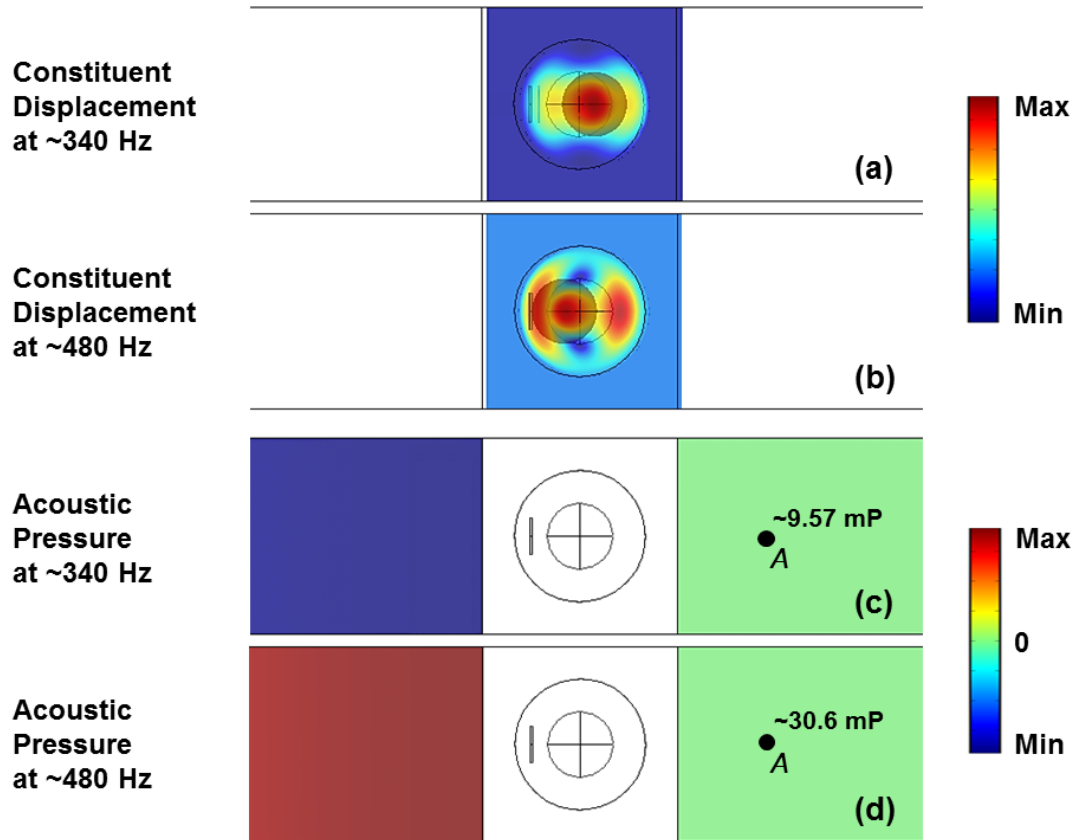 Constituent
Displacement
at ~340 Hz
(a)
Max
Min
Constituent
Displacement
at ~480 Hz
(b)
Acoustic
Pressure
at ~340 Hz
~9.57 mP
A
(c)
Max
0
Min
Acoustic
Pressure
at ~480 Hz
~30.6 mP
A
(d)